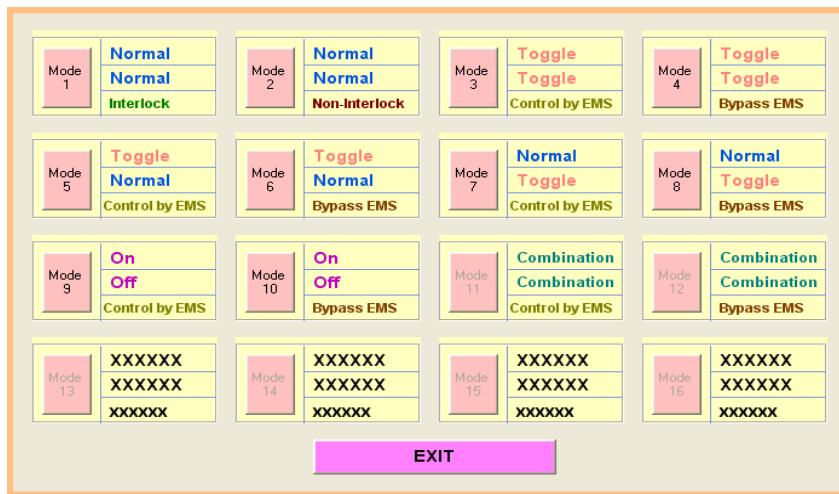 Mode 1
Normal
Normal
Interlock
Mode 2
Normal
Normal
Non-Interlock
Mode 3
Toggle
Toggle
Control by EMS
Mode 4
Toggle
Toggle
Bypass EMS
Mode 5
Toggle
Normal
Control by EMS
Mode 6
Toggle
Normal
Bypass EMS
Mode 7
Normal
Toggle
Control by EMS
Mode 8
Normal
Toggle
Bypass EMS
Mode 9
On
Off
Control by EMS
Mode 10
On
Off
Bypass EMS
Mode 11
Combination
Combination
Control by EMS
Mode 12
Combination
Combination
Bypass EMS
Mode 13
XXXXXX
XXXXXX
XXXXXX
Mode 14
XXXXXX
XXXXXX
XXXXXX
Mode 15
XXXXXX
XXXXXX
XXXXXX
Mode 16
XXXXXX
XXXXXX
XXXXXX
EXIT